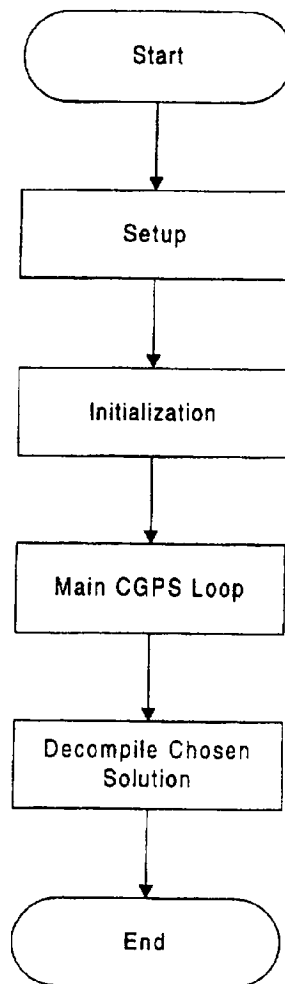 Start
Setup
Initialization
Main CGPS Loop
Decompile Chosen
Solution
End